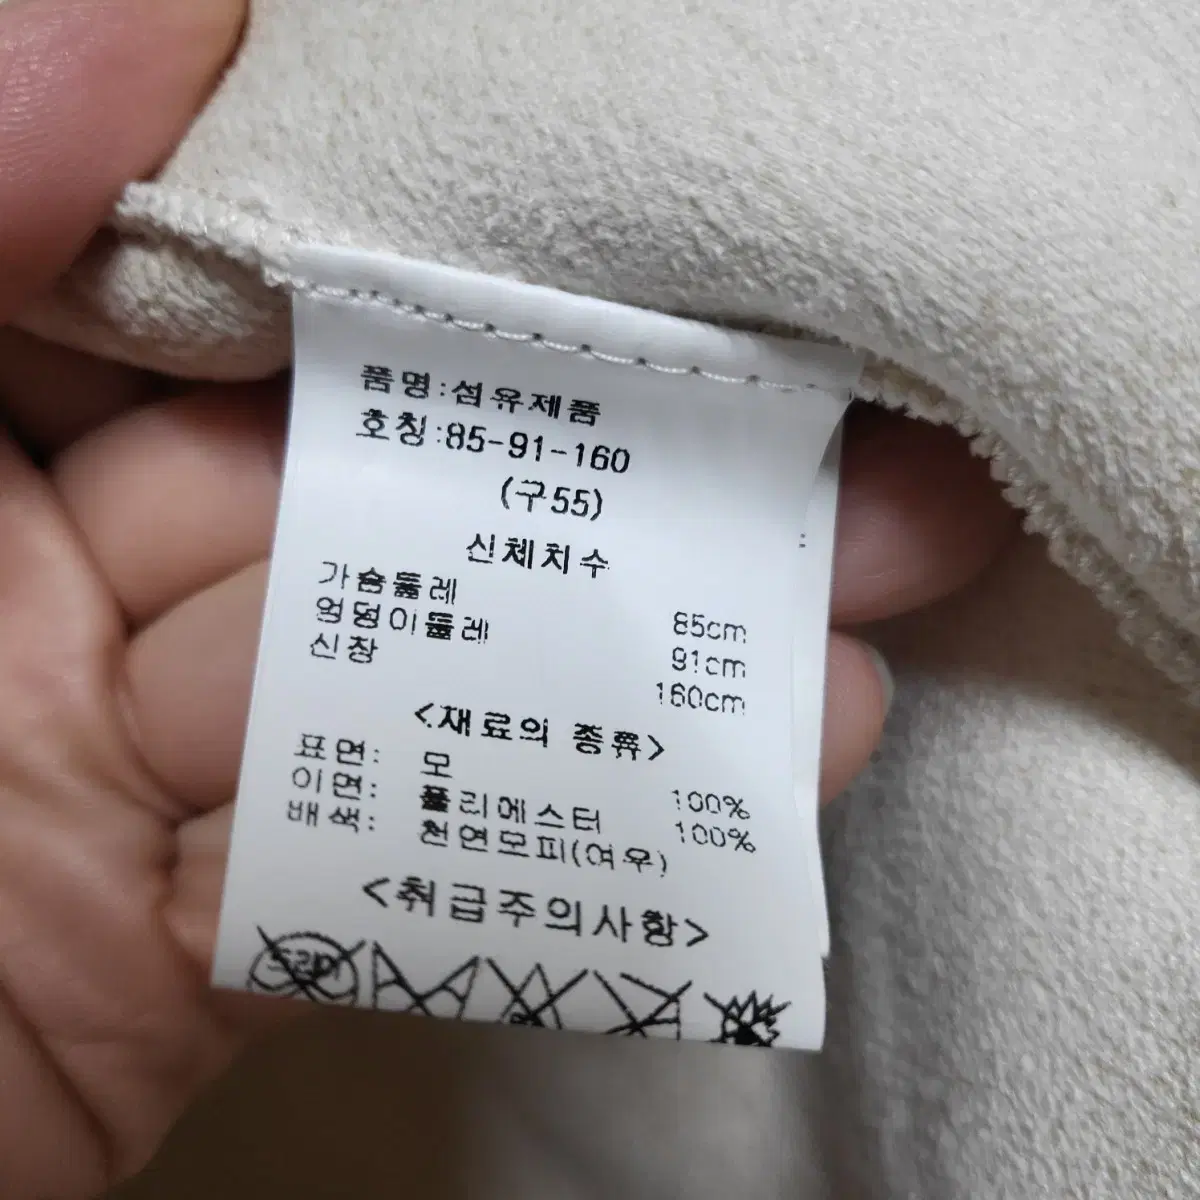 품명:섬유제품
호칭:85-91-160
(구55)
신체치수
가슴둘레 85cm
엉덩이둘레 91cm
신장 160cm
<재료의 종류>
표면: 모 100%
이면: 폴리에스터 100%
배색: 천연모피(여우)
<취급주의사항>
드라이